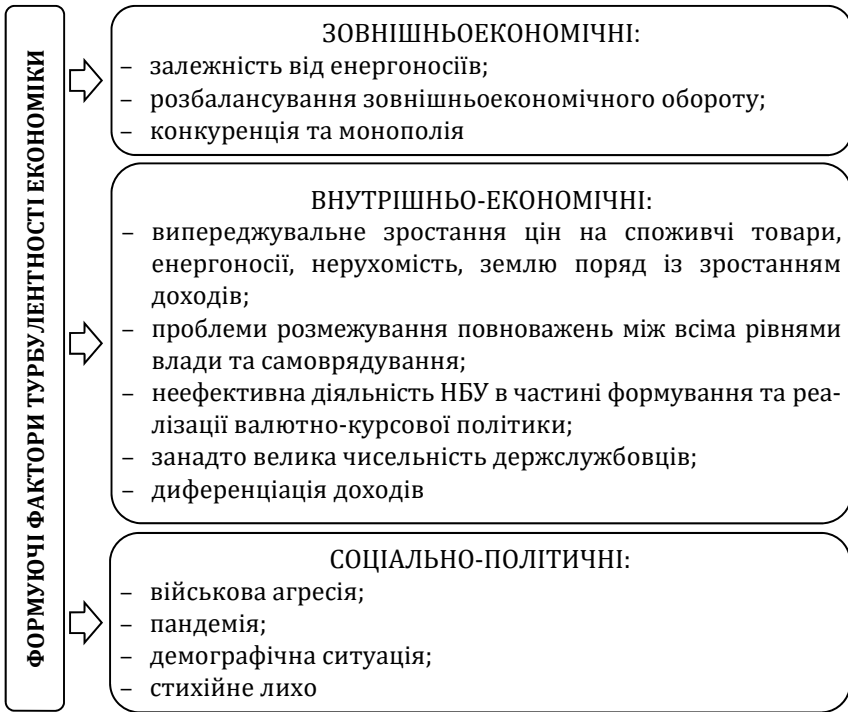 ФОРМУЮЧІ ФАКТОРИ ТУРБУЛЕНТНОСТІ ЕКОНОМІКИ
ЗОВНІШНЬОЕКОНОМІЧНІ:
– залежність від енергоносіїв;
– розбалансування зовнішньоекономічного обороту;
– конкуренція та монополія
ВНУТРІШНЬО-ЕКОНОМІЧНІ:
– випереджувальне зростання цін на споживчі товари,
енергоносії, нерухомість, землю поряд із зростанням
доходів;
– проблеми розмежування повноважень між всіма рівнями
влади та самоврядування;
– неефективна діяльність НБУ в частині формування та реа-
лізації валютно-курсової політики;
– занадто велика чисельність держслужбовців;
– диференціація доходів
СОЦІАЛЬНО-ПОЛІТИЧНІ:
– військова агресія;
– пандемія;
– демографічна ситуація;
– стихійне лихо